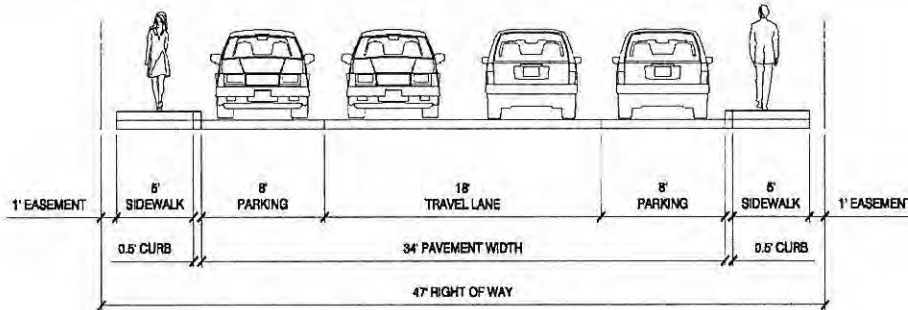 5' 8' 18' 8' 5'
1' EASEMENT SIDEWALK PARKING TRAVEL LANE PARKING SIDEWALK 1' EASEMENT
0.5' CURB 34' PAVEMENT WIDTH 0.5' CURB
47' RIGHT OF WAY